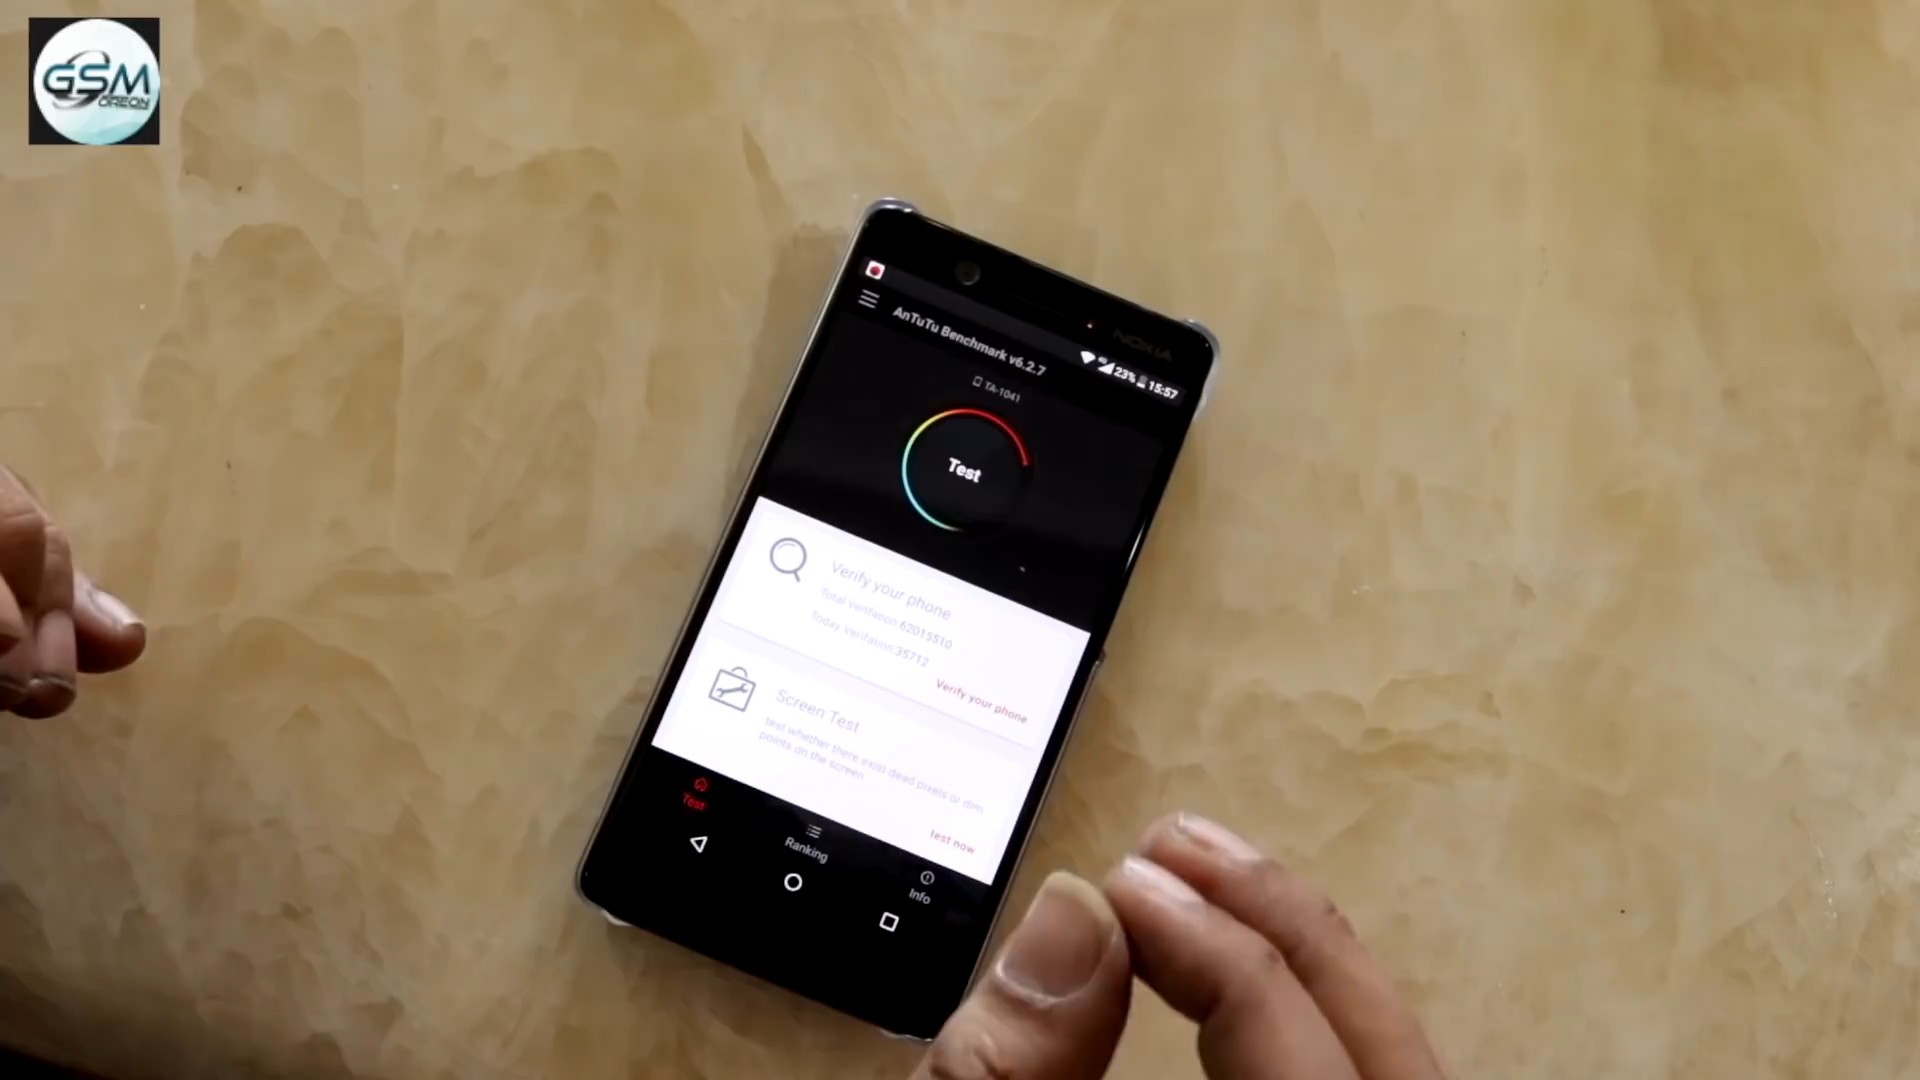 GSM
OREON
NOKIA
23% 15:57
AnTuTu Benchmark v6.2.7
TA-1041
Test
Verify your phone
Total Verifation:62015510
Today Verifation:35712
Verify your phone
Screen Test
test whether there exist dead pixels or dim
points on the screen
test now
Test
Ranking
Info